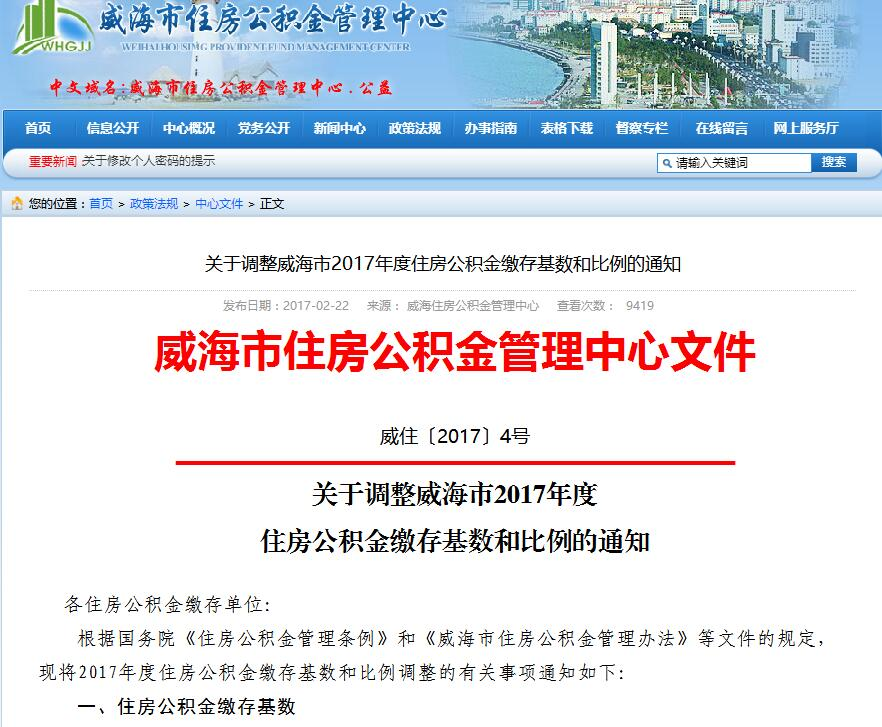 威海市住房公积金管理中心
WHGJJ
WEIHAI HOUSING PROVIDENT FUND MANAGEMENT CENTER
中文域名:威海市住房公积金管理中心.公益
首页 信息公开 中心概况 党务公开 新闻中心 政策法规 办事指南 表格下载 督察专栏 在线留言 网上服务厅
重要新闻 关于修改个人密码的提示 请输入关键词 搜索
您的位置：首页 > 政策法规 > 中心文件 > 正文
关于调整威海市2017年度住房公积金缴存基数和比例的通知
发布日期：2017-02-22 来源： 威海住房公积金管理中心 查看次数： 9419
威海市住房公积金管理中心文件
威住〔2017〕4号
关于调整威海市2017年度
住房公积金缴存基数和比例的通知
各住房公积金缴存单位：
根据国务院《住房公积金管理条例》和《威海市住房公积金管理办法》等文件的规定，
现将2017年度住房公积金缴存基数和比例调整的有关事项通知如下：
一、住房公积金缴存基数